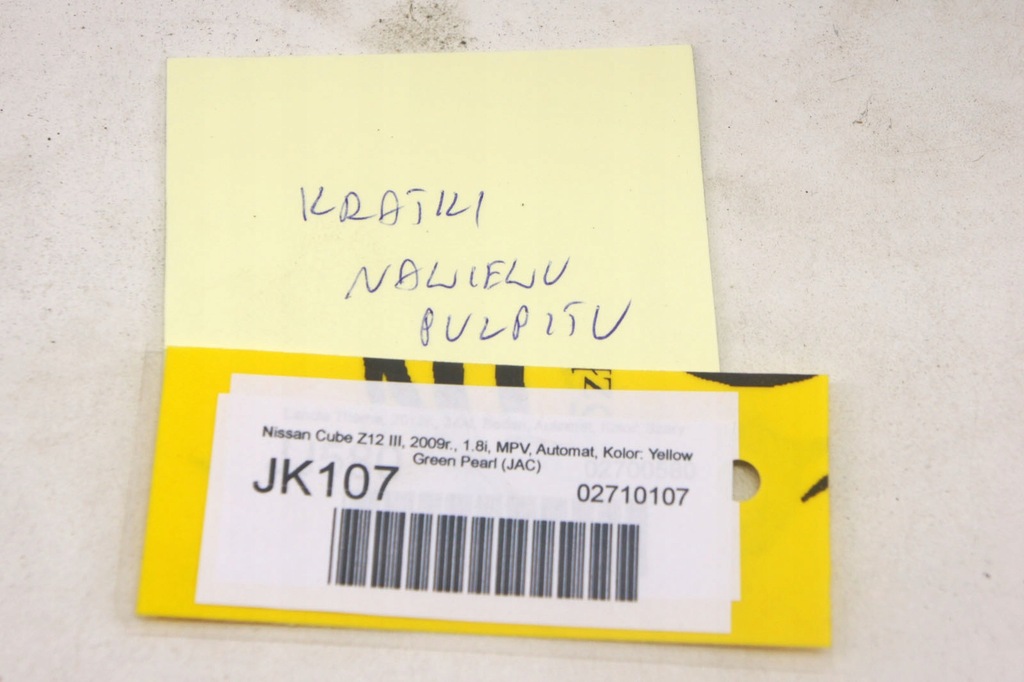 KRATKI
NAWIEWU
PULPITU
Nissan Cube Z12 III, 2009r., 1.8i, MPV, Automat, Kolor: Yellow
Green Pearl (JAC)
JK107
02710107